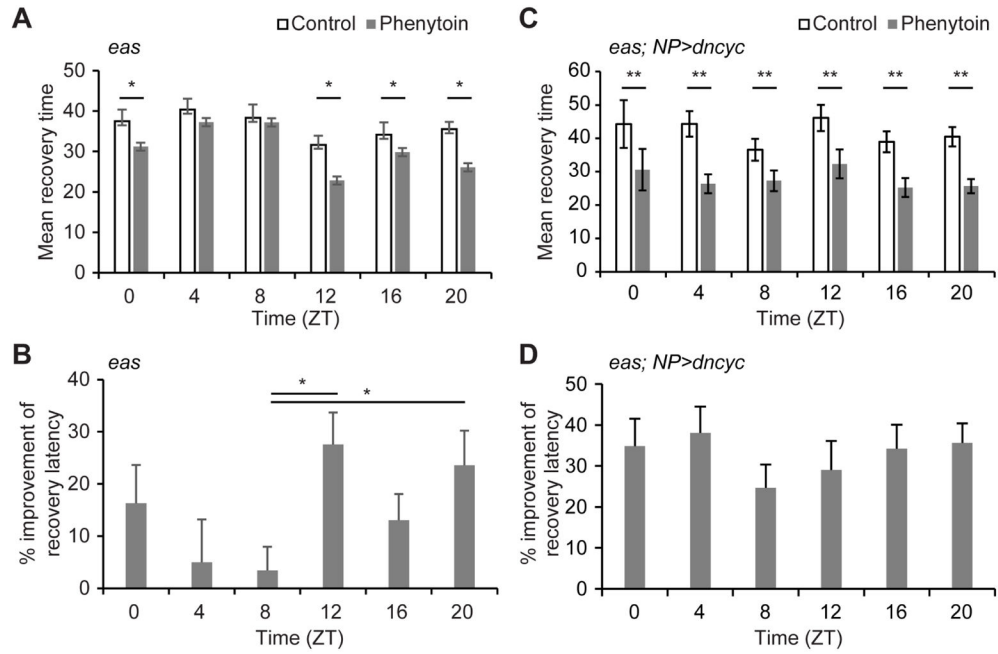 A
Control Phenytoin
eas
Mean recovery time
50
40
30
20
10
0
* * * *
0 4 8 12 16 20
Time (ZT)
C
Control Phenytoin
eas; NP>dncyc
Mean recovery time
60
50
40
30
20
10
0
** ** ** ** ** **
0 4 8 12 16 20
Time (ZT)
B
eas
% improvement of
recovery latency
40
30
20
10
0
*
*
0 4 8 12 16 20
Time (ZT)
D
eas; NP>dncyc
% improvement of
recovery latency
50
40
30
20
10
0
0 4 8 12 16 20
Time (ZT)